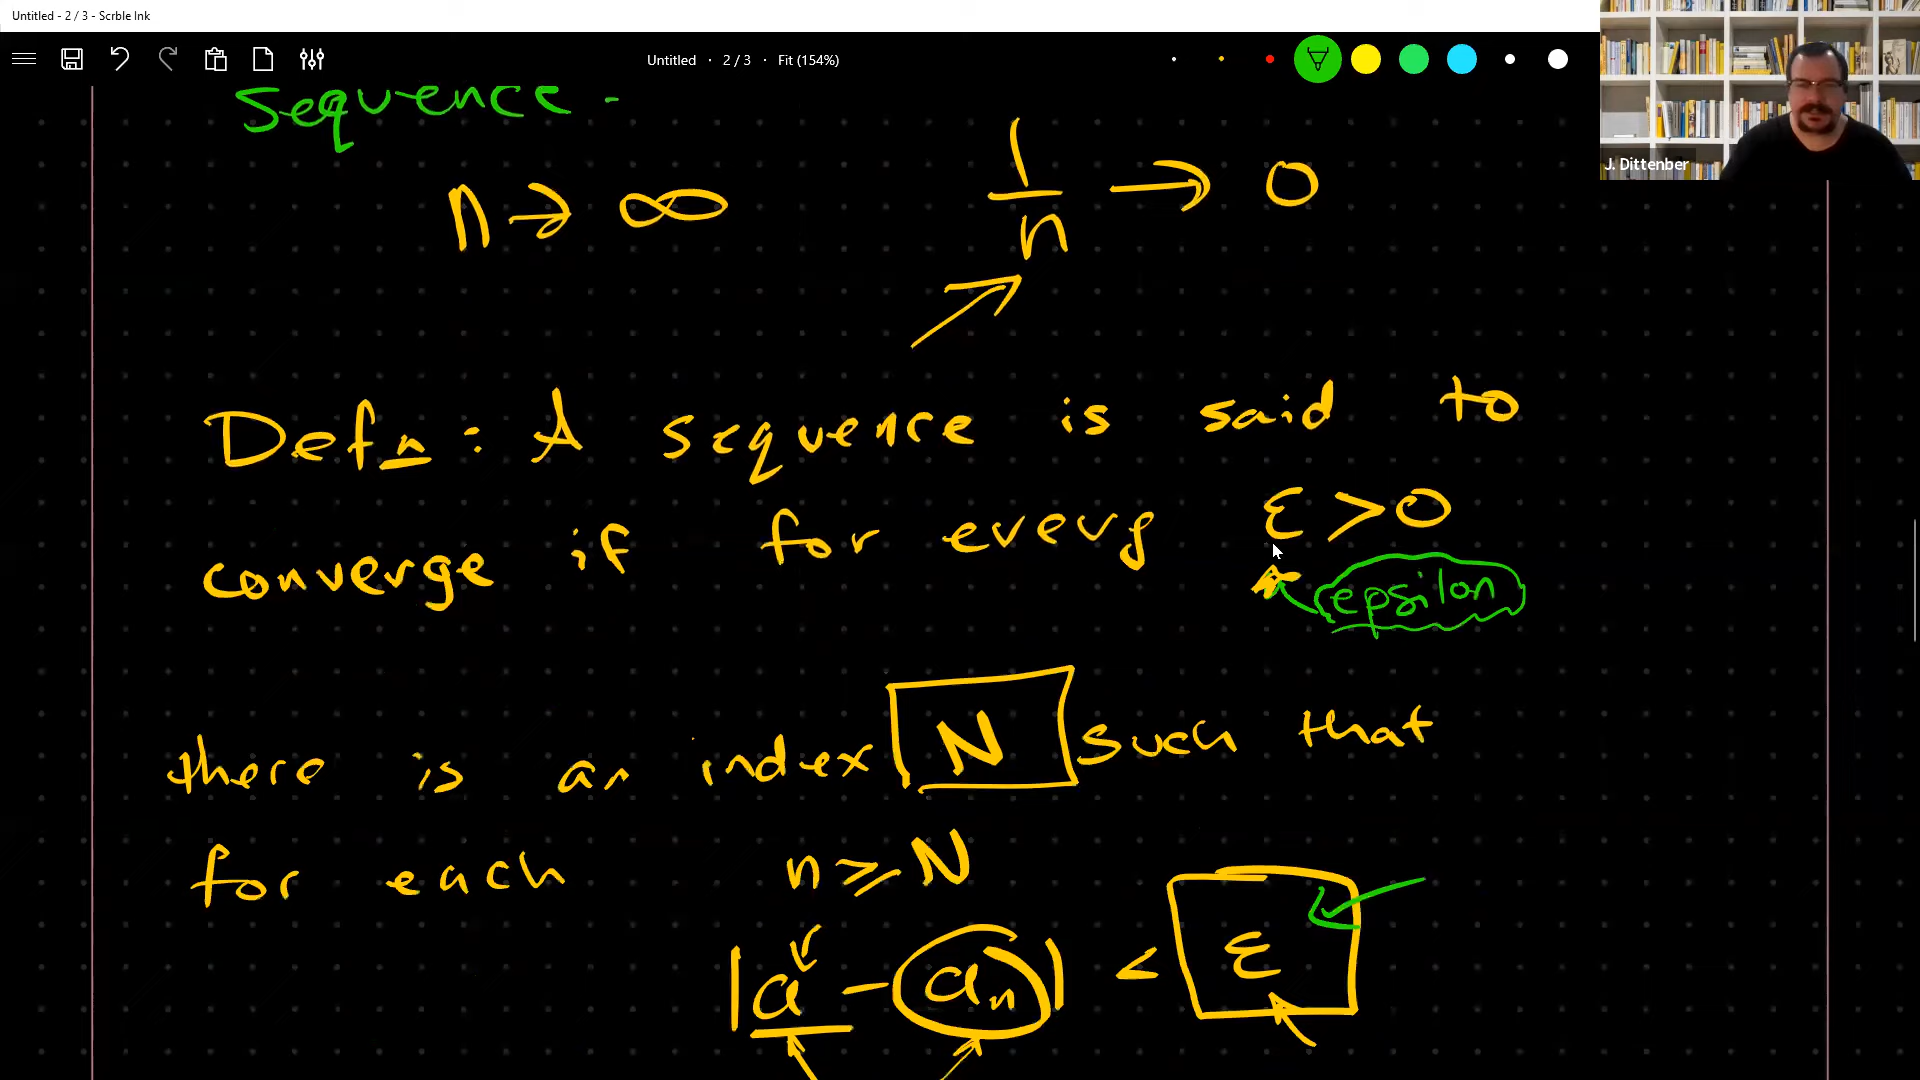 Untitled - 2 / 3 - Scrble Ink
Untitled · 2 / 3 · Fit (154%)
J. Dittenber
Sequence.
n → ∞
1/n → 0
Defn: A sequence is said to
converge if for every ε > 0
epsilon
there is an index N such that
for each n ⩾ N
|a - aₙ| < ε